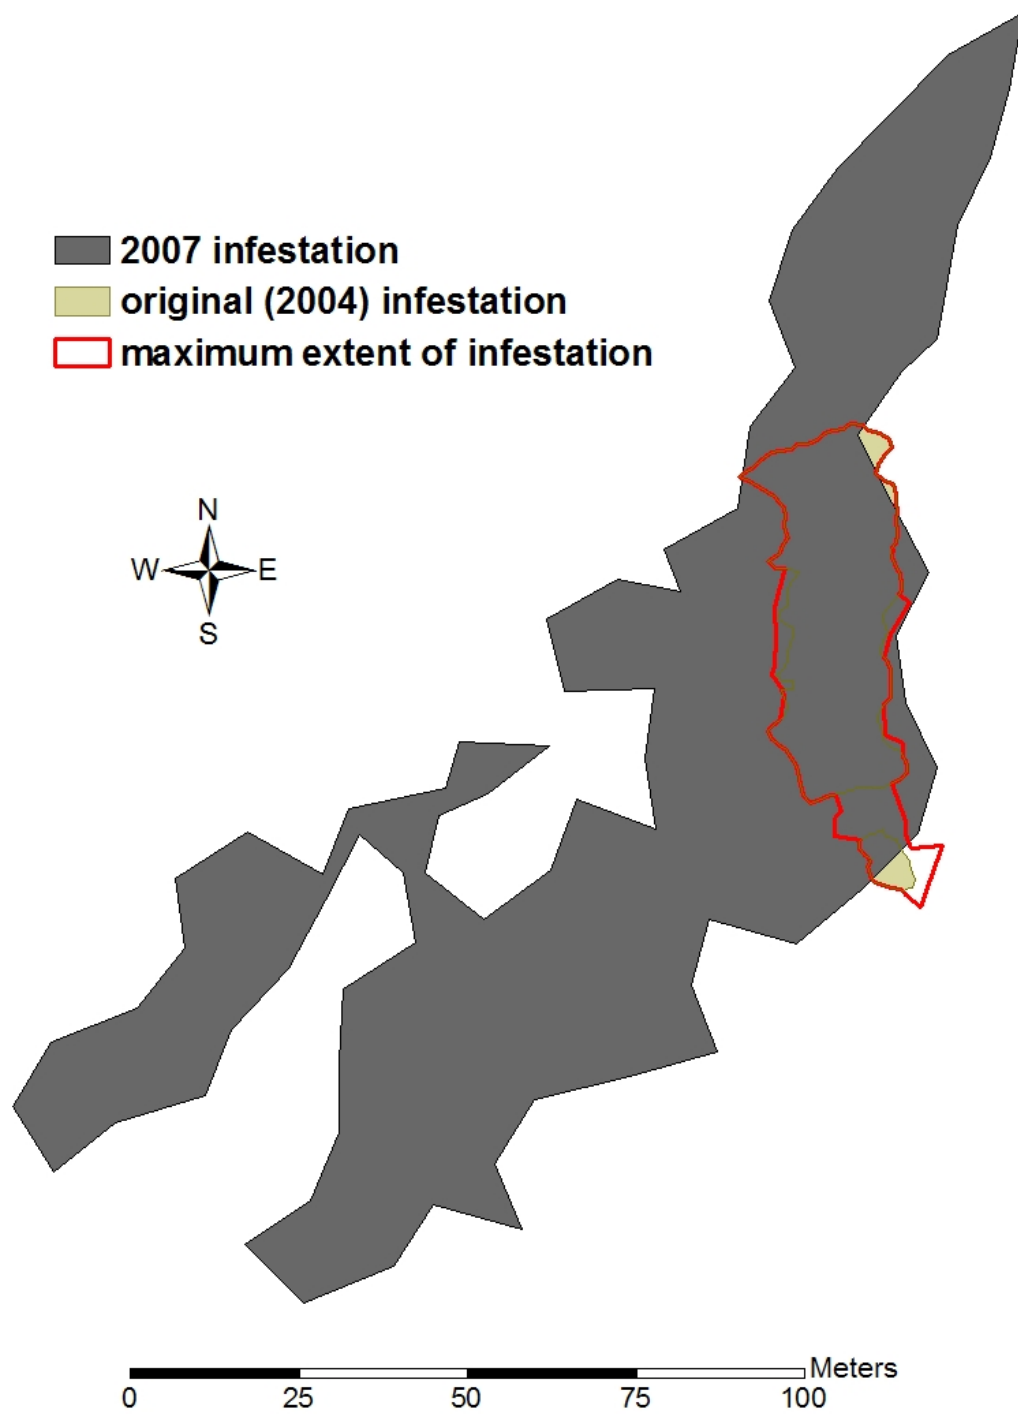 2007 infestation
original (2004) infestation
maximum extent of infestation
N
W E
S
Meters
0 25 50 75 100